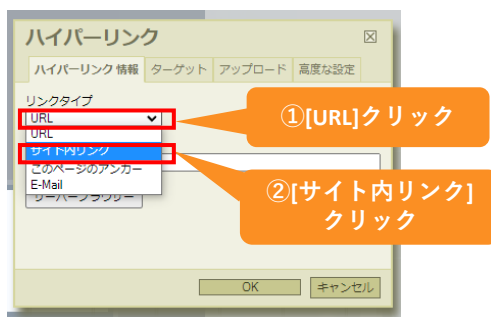 ハイパーリンク
ハイパーリンク 情報 ターゲット アップロード 高度な設定
リンクタイプ
URL
URL
サイト内リンク
このページのアンカー
E-Mail
サーバーブラウザー
OK キャンセル
①[URL]クリック
②[サイト内リンク]
クリック